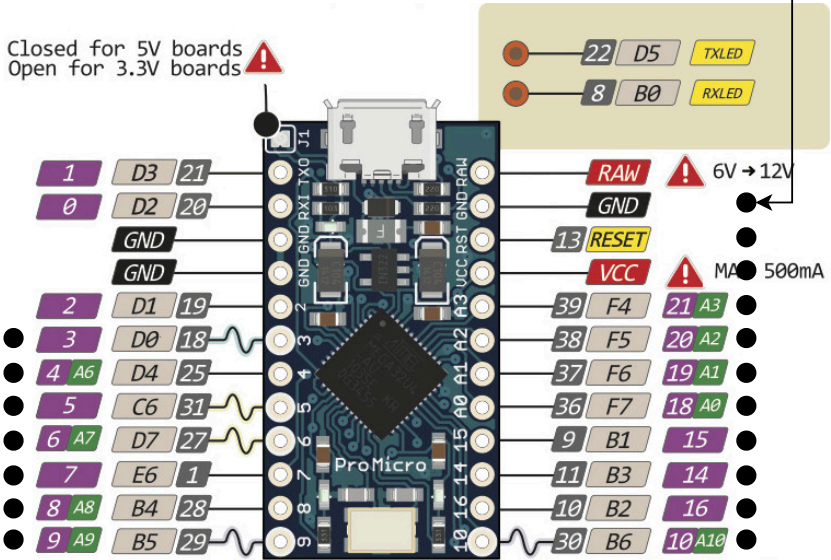 Closed for 5V boards
Open for 3.3V boards
22 D5 TXLED
8 B0 RXLED
J1
1 D3 21 TXO RAW RAW 6V → 12V
0 D2 20 RXI GND GND
GND GND RST 13 RESET
GND GND VCC VCC MA 500mA
2 D1 19 2 A3 39 F4 21 A3
3 D0 18 3 A2 38 F5 20 A2
4 A6 D4 25 4 A1 37 F6 19 A1
5 C6 31 5 A0 36 F7 18 A0
6 A7 D7 27 6 15 9 B1 15
ProMicro
7 E6 1 7 14 11 B3 14
8 A8 B4 28 8 16 10 B2 16
9 A9 B5 29 9 10 30 B6 10 A10